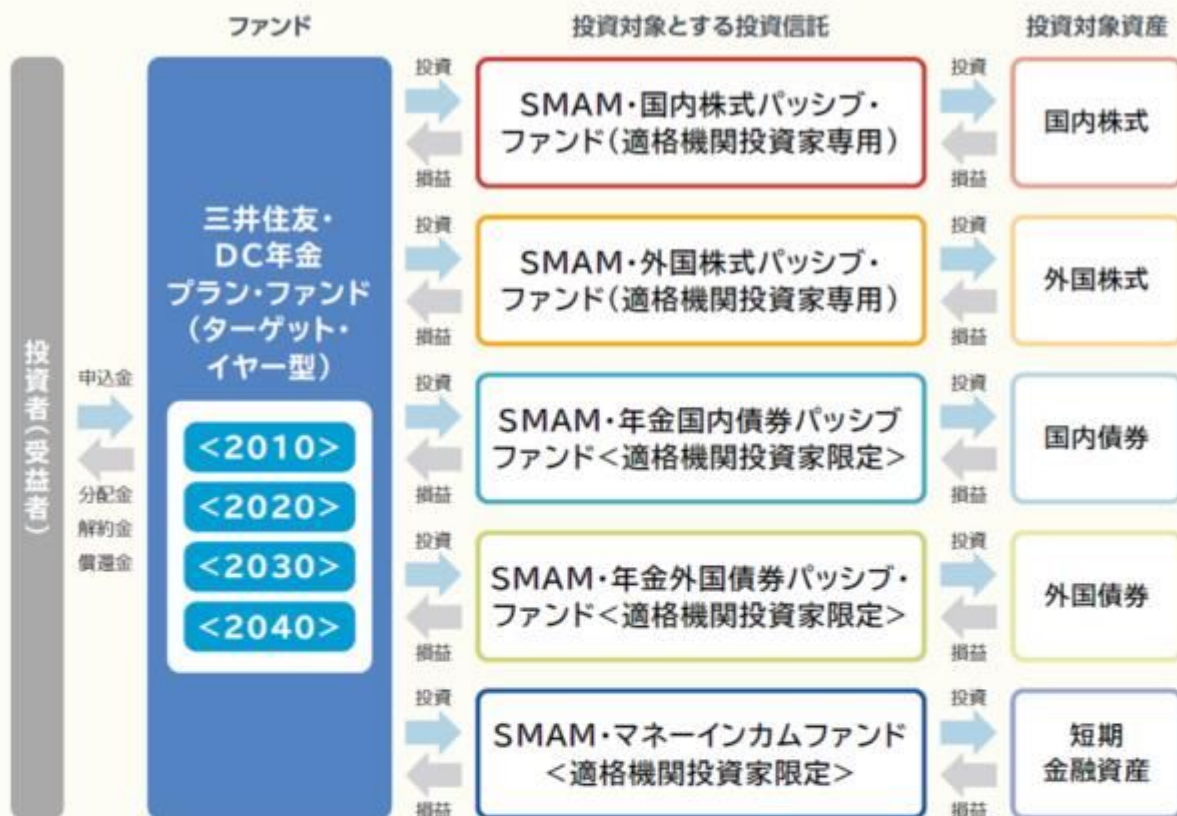 ファンド
投資対象とする投資信託
投資対象資産
投資者(受益者)
申込金
分配金
解約金
償還金
三井住友・
DC年金
プラン・ファンド
(ターゲット・
イヤー型)
<2010>
<2020>
<2030>
<2040>
投資
損益
SMAM・国内株式パッシブ・
ファンド(適格機関投資家専用)
投資
損益
国内株式
投資
損益
SMAM・外国株式パッシブ・
ファンド(適格機関投資家専用)
投資
損益
外国株式
投資
損益
SMAM・年金国内債券パッシブ
ファンド<適格機関投資家限定>
投資
損益
国内債券
投資
損益
SMAM・年金外国債券パッシブ・
ファンド<適格機関投資家限定>
投資
損益
外国債券
投資
損益
SMAM・マネーインカムファンド
<適格機関投資家限定>
投資
損益
短期
金融資産